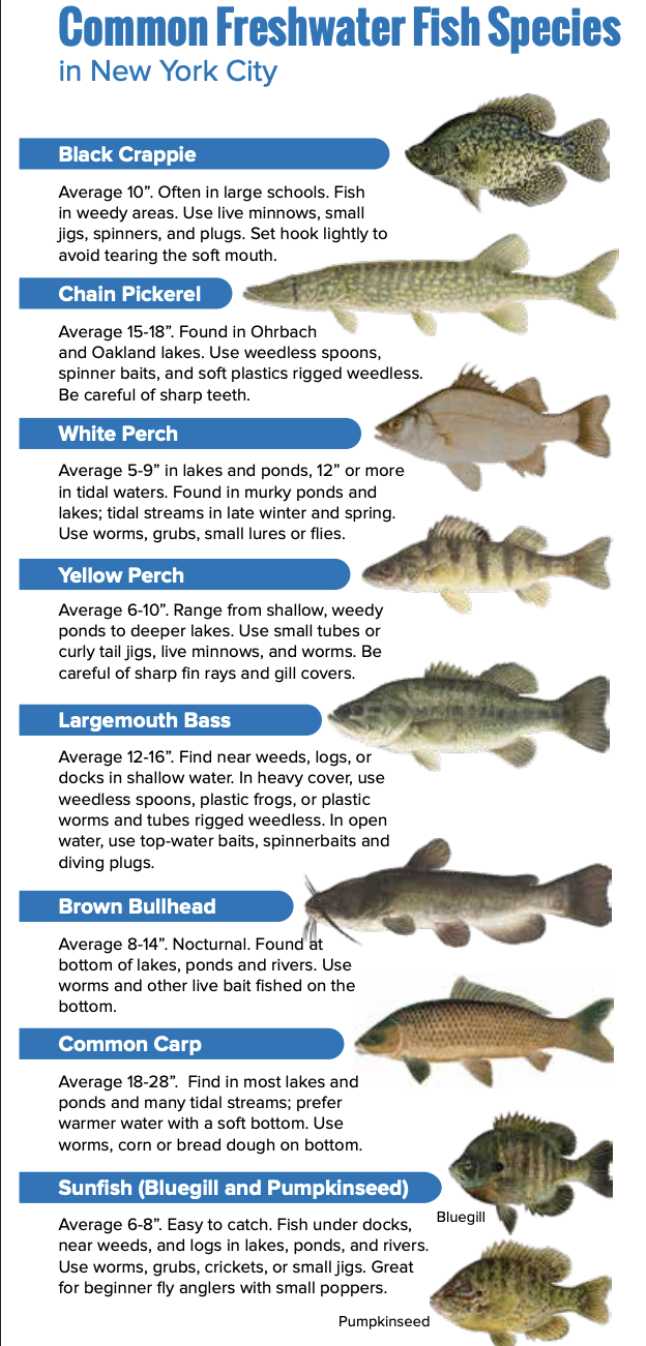 Common Freshwater Fish Species
in New York City
Black Crappie
Average 10”. Often in large schools. Fish
in weedy areas. Use live minnows, small
jigs, spinners, and plugs. Set hook lightly to
avoid tearing the soft mouth.
Chain Pickerel
Average 15-18”. Found in Ohrbach
and Oakland lakes. Use weedless spoons,
spinner baits, and soft plastics rigged weedless.
Be careful of sharp teeth.
White Perch
Average 5-9” in lakes and ponds, 12” or more
in tidal waters. Found in murky ponds and
lakes; tidal streams in late winter and spring.
Use worms, grubs, small lures or flies.
Yellow Perch
Average 6-10”. Range from shallow, weedy
ponds to deeper lakes. Use small tubes or
curly tail jigs, live minnows, and worms. Be
careful of sharp fin rays and gill covers.
Largemouth Bass
Average 12-16”. Find near weeds, logs, or
docks in shallow water. In heavy cover, use
weedless spoons, plastic frogs, or plastic
worms and tubes rigged weedless. In open
water, use top-water baits, spinnerbaits and
diving plugs.
Brown Bullhead
Average 8-14”. Nocturnal. Found at
bottom of lakes, ponds and rivers. Use
worms and other live bait fished on the
bottom.
Common Carp
Average 18-28”.  Find in most lakes and
ponds and many tidal streams; prefer
warmer water with a soft bottom. Use
worms, corn or bread dough on bottom.
Sunfish (Bluegill and Pumpkinseed)
Average 6-8”. Easy to catch. Fish under docks,
near weeds, and logs in lakes, ponds, and rivers.
Use worms, grubs, crickets, or small jigs. Great
for beginner fly anglers with small poppers.
Bluegill
Pumpkinseed